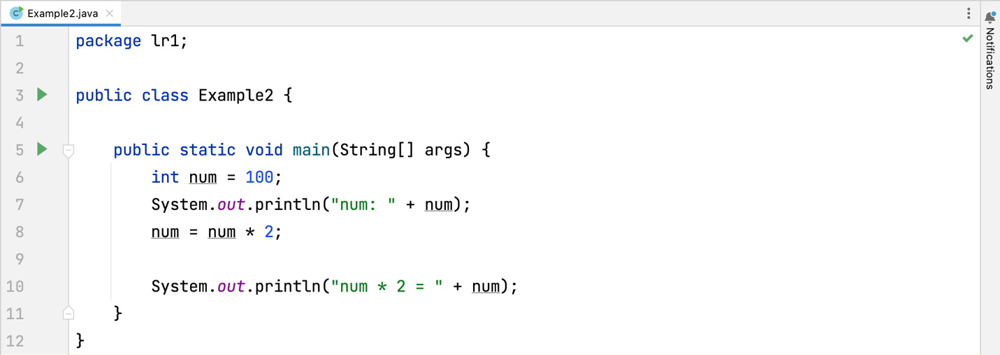 Example2.java
Notifications
1 package lr1;
2
3 public class Example2 {
4
5     public static void main(String[] args) {
6         int num = 100;
7         System.out.println("num: " + num);
8         num = num * 2;
9
10         System.out.println("num * 2 = " + num);
11     }
12 }